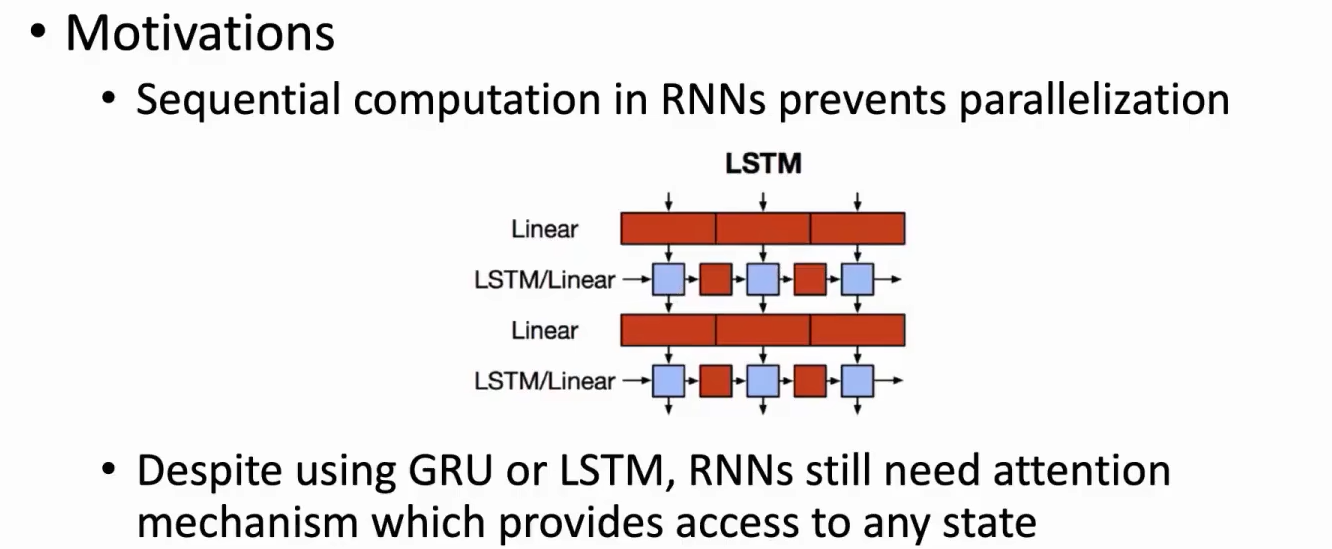 • Motivations
• Sequential computation in RNNs prevents parallelization
LSTM
Linear
LSTM/Linear
Linear
LSTM/Linear
• Despite using GRU or LSTM, RNNs still need attention
mechanism which provides access to any state